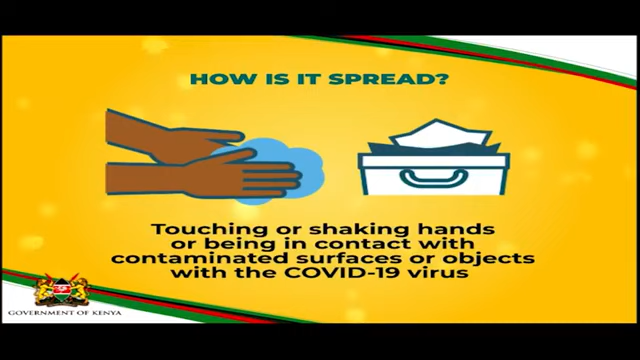 HOW IS IT SPREAD?
Touching or shaking hands
or being in contact with
contaminated surfaces or objects
with the COVID-19 virus
GOVERNMENT OF KENYA